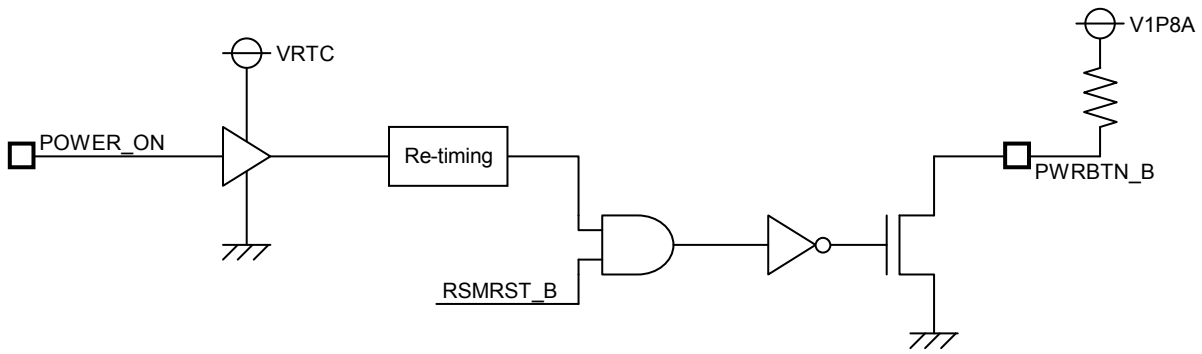 V1P8A
VRTC
POWER_ON
Re-timing
PWRBTN_B
RSMRST_B